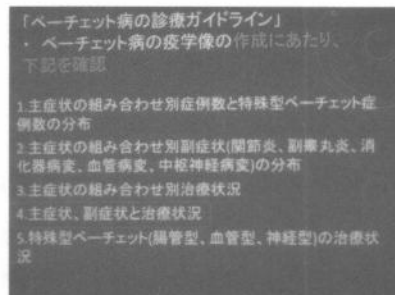 「ベーチェット病の診療ガイドライン」
・ ベーチェット病の疫学像の作成にあたり、
下記を確認
1.主症状の組み合わせ別症例数と特殊型ベーチェット症
例数の分布
2.主症状の組み合わせ別副症状(関節炎、副睾丸炎、消
化器病変、血管病変、中枢神経病変)の分布
3.主症状の組み合わせ別治療状況
4.主症状、副症状と治療状況
5.特殊型ベーチェット(腸管型、血管型、神経型)の治療状
況